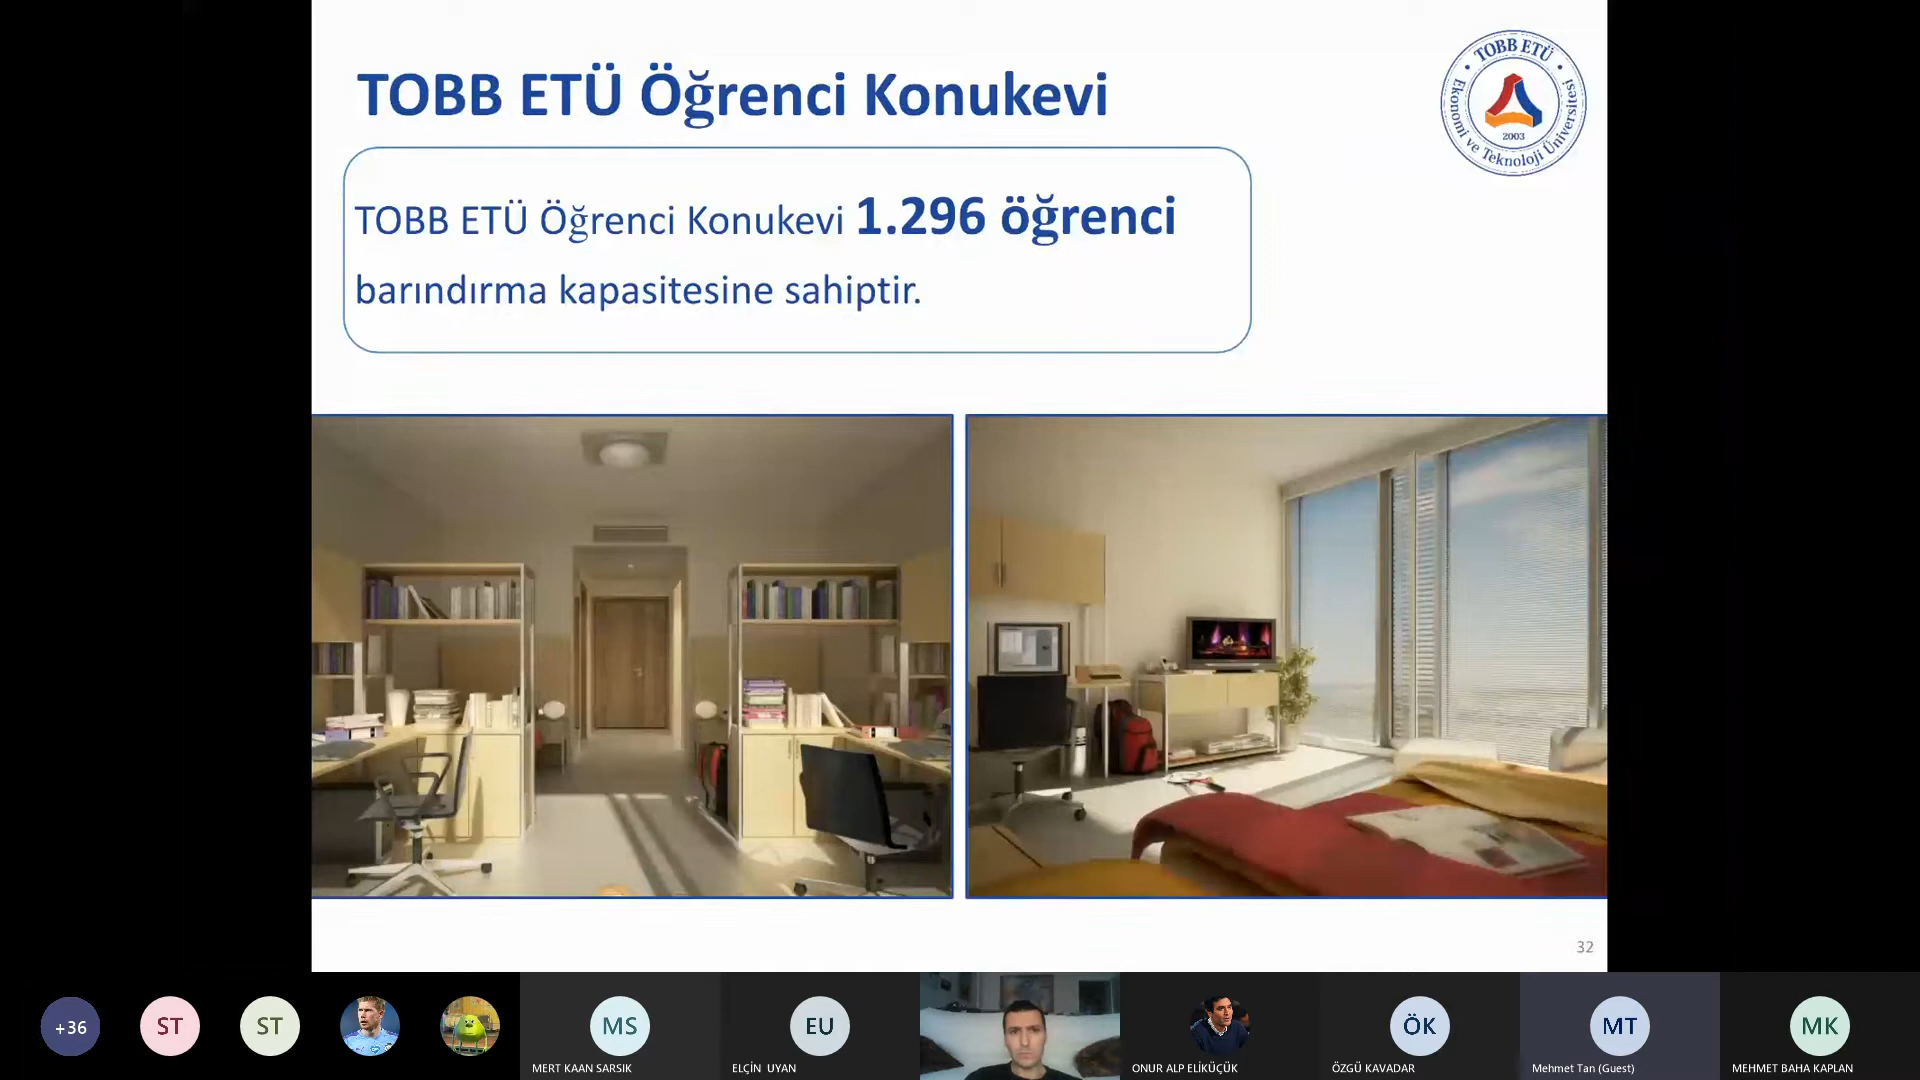 TOBB ETÜ Öğrenci Konukevi
TOBB ETÜ
Ekonomi ve Teknoloji Üniversitesi
2003
TOBB ETÜ Öğrenci Konukevi 1.296 öğrenci
barındırma kapasitesine sahiptir.
32
+36
ST
ST
MS
EU
ÖK
MT
MK
MERT KAAN SARSIK
ELÇİN UYAN
ONUR ALP ELİKÜÇÜK
ÖZGÜ KAVADAR
Mehmet Tan (Guest)
MEHMET BAHA KAPLAN